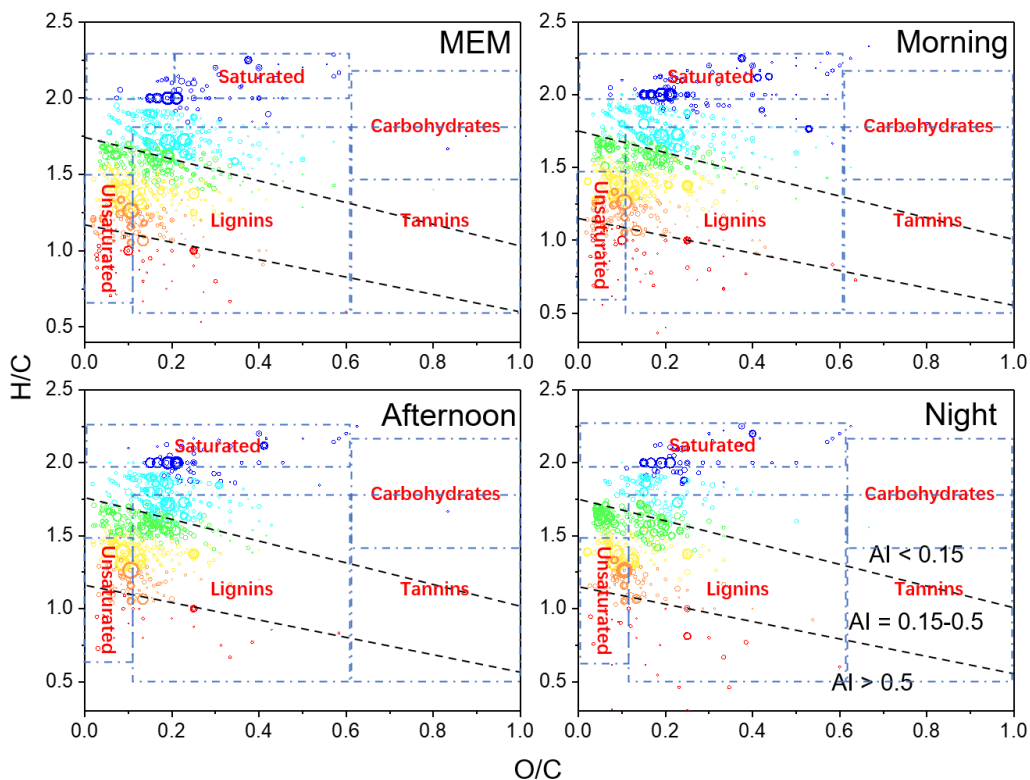 MEM
Saturated
Carbohydrates
Unsaturated
Lignins
Tannins
2.5
2.0
1.5
1.0
0.5
0.0
0.2
0.4
0.6
0.8
1.0
Morning
Saturated
Carbohydrates
Unsaturated
Lignins
Tannins
2.5
2.0
1.5
1.0
0.5
0.0
0.2
0.4
0.6
0.8
1.0
H/C
Afternoon
Saturated
Carbohydrates
Unsaturated
Lignins
Tannins
2.5
2.0
1.5
1.0
0.5
0.0
0.2
0.4
0.6
0.8
1.0
Night
Saturated
Carbohydrates
AI < 0.15
Unsaturated
Lignins
Tannins
AI = 0.15-0.5
AI > 0.5
2.5
2.0
1.5
1.0
0.5
0.0
0.2
0.4
0.6
0.8
1.0
O/C